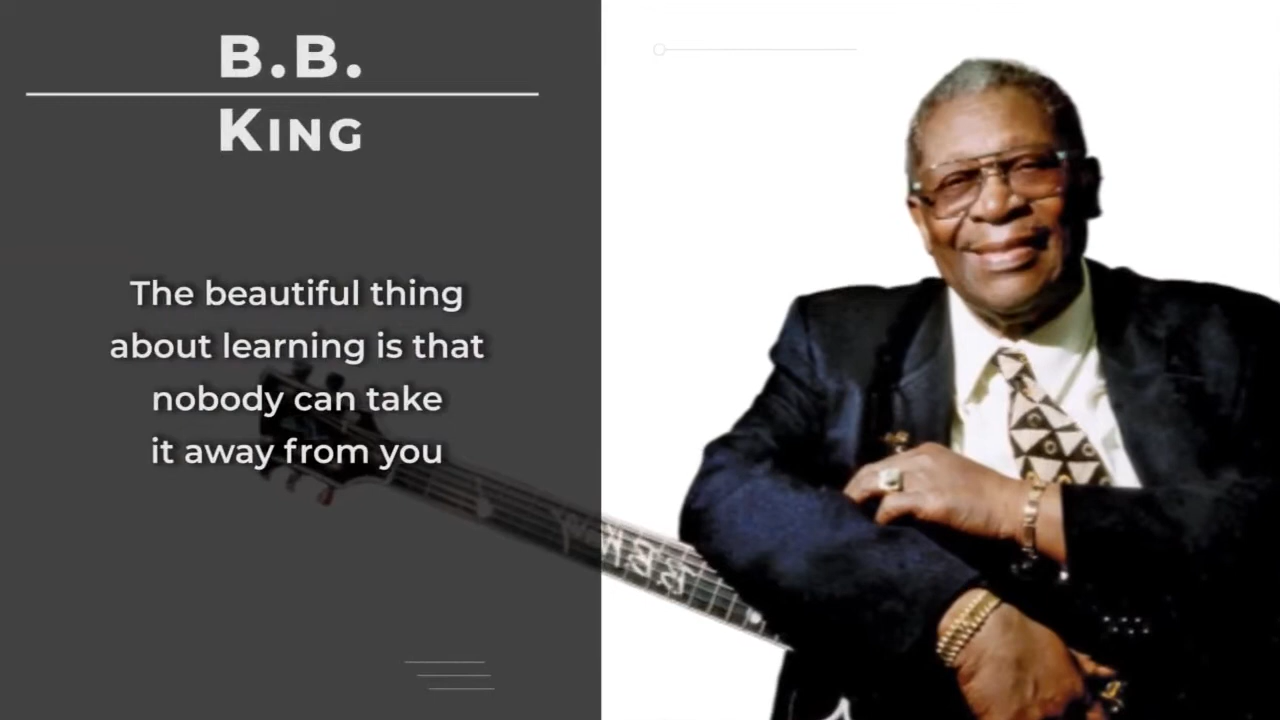 B.B.
KING
The beautiful thing
about learning is that
nobody can take
it away from you